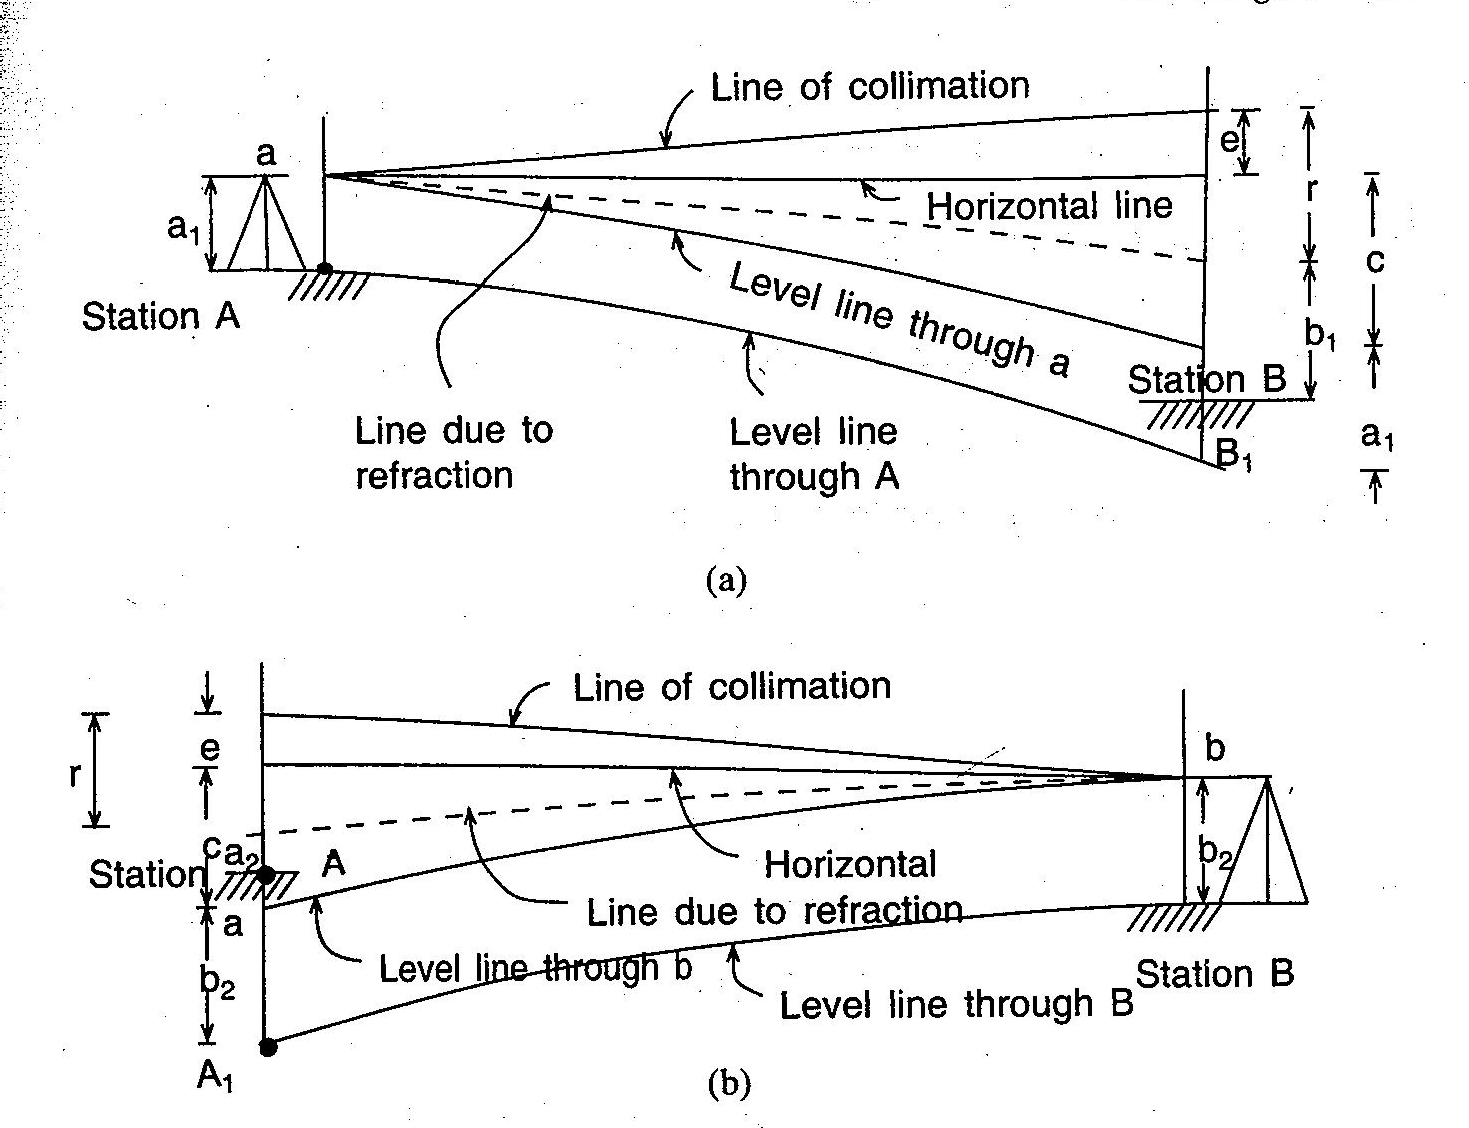 Line of collimation
a
e
a1
r
Horizontal line
c
Station A
Level line through a
b1
Station B
Line due to
refraction
Level line
through A
a1
B1
(a)
Line of collimation
e
r
b
c
a2
A
Station
b2
Horizontal
a
Line due to refraction
b2
Level line through b
Station B
Level line through B
A1
(b)